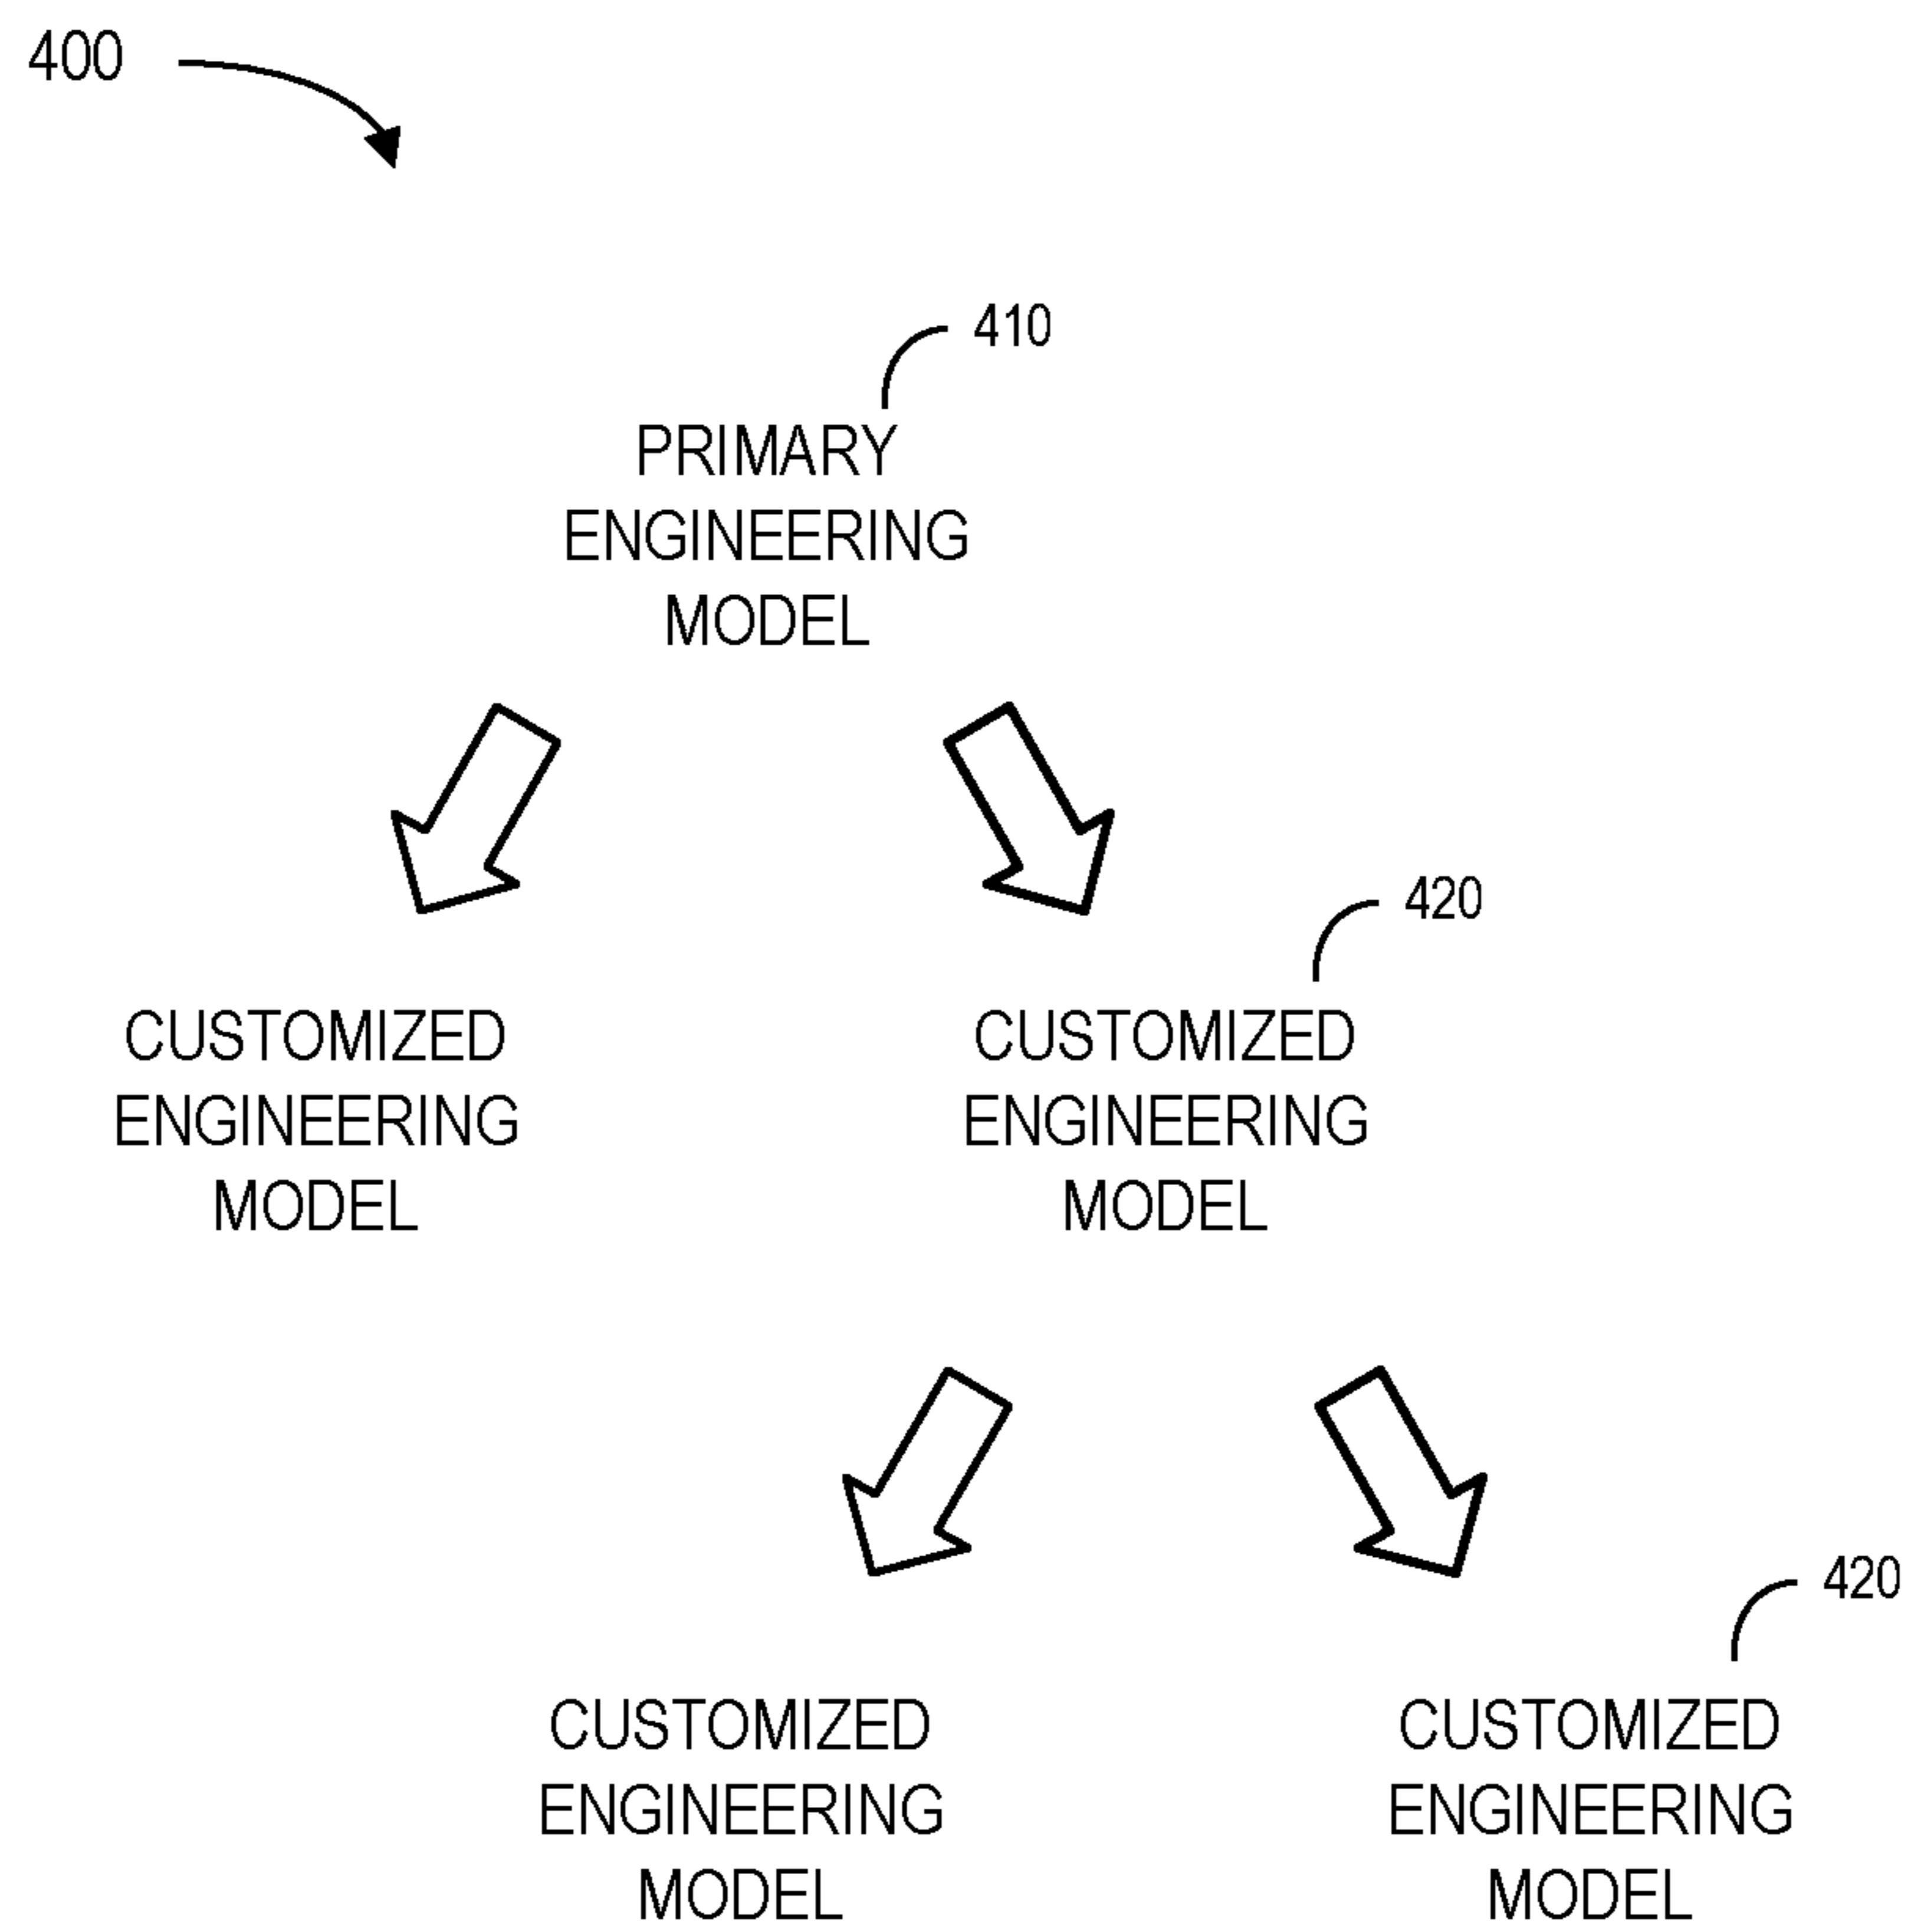 400
410
PRIMARY
ENGINEERING
MODEL
420
CUSTOMIZED
ENGINEERING
MODEL
CUSTOMIZED
ENGINEERING
MODEL
420
CUSTOMIZED
ENGINEERING
MODEL
CUSTOMIZED
ENGINEERING
MODEL